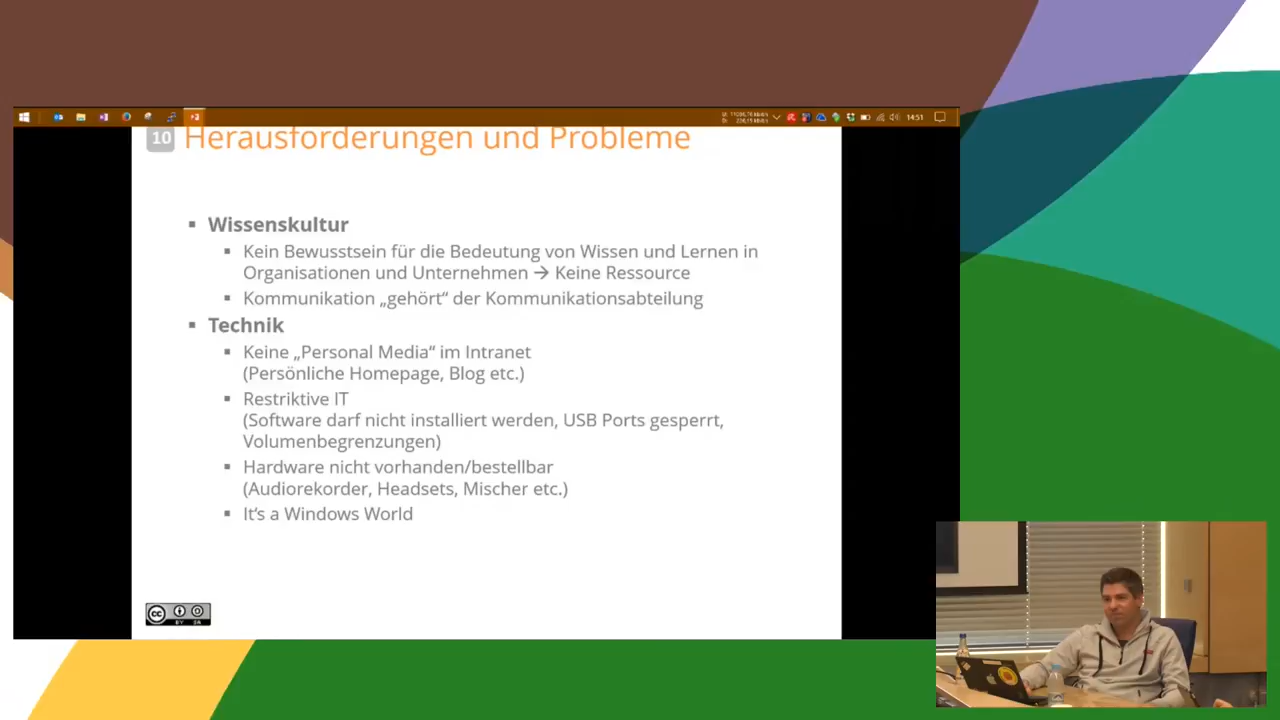 14:51
10 Herausforderungen und Probleme
Wissenskultur
Kein Bewusstsein für die Bedeutung von Wissen und Lernen in
Organisationen und Unternehmen → Keine Ressource
Kommunikation „gehört“ der Kommunikationsabteilung
Technik
Keine „Personal Media“ im Intranet
(Persönliche Homepage, Blog etc.)
Restriktive IT
(Software darf nicht installiert werden, USB Ports gesperrt,
Volumenbegrenzungen)
Hardware nicht vorhanden/bestellbar
(Audiorekorder, Headsets, Mischer etc.)
It's a Windows World
cc BY SA